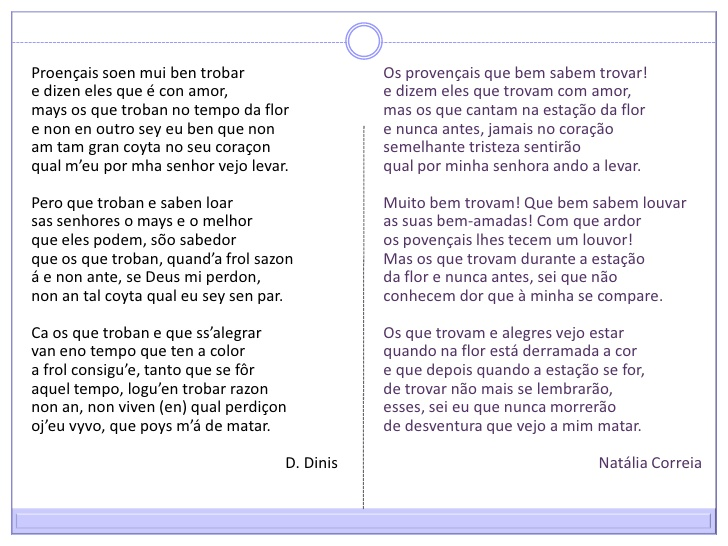 Proençais soen mui ben trobar
e dizen eles que é con amor,
mays os que troban no tempo da flor
e non en outro sey eu ben que non
am tam gran coyta no seu coraçon
qual m'eu por mha senhor vejo levar.
Pero que troban e saben loar
sas senhores o mays e o melhor
que eles podem, sõo sabedor
que os que troban, quand'a frol sazon
á e non ante, se Deus mi perdon,
non an tal coyta qual eu sey sen par.
Ca os que troban e que ss'alegrar
van eno tempo que ten a color
a frol consigu'e, tanto que se fôr
aquel tempo, logu'en trobar razon
non an, non viven (en) qual perdiçon
oj'eu vyvo, que poys m'á de matar.
D. Dinis
Os provençais que bem sabem trovar!
e dizem eles que trovam com amor,
mas os que cantam na estação da flor
e nunca antes, jamais no coração
semelhante tristeza sentirão
qual por minha senhora ando a levar.
Muito bem trovam! Que bem sabem louvar
as suas bem-amadas! Com que ardor
os povençais lhes tecem um louvor!
Mas os que trovam durante a estação
da flor e nunca antes, sei que não
conhecem dor que à minha se compare.
Os que trovam e alegres vejo estar
quando na flor está derramada a cor
e que depois quando a estação se for,
de trovar não mais se lembrarão,
esses, sei eu que nunca morrerão
de desventura que vejo a mim matar.
Natália Correia